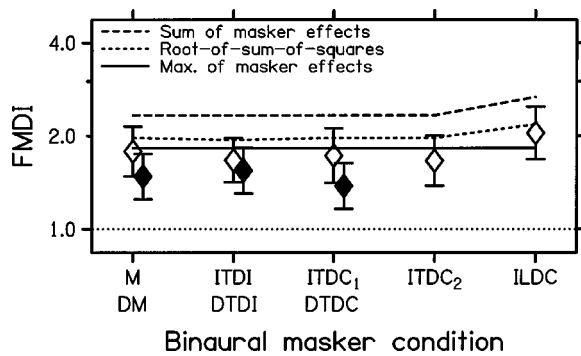 4.0
Sum of masker effects
Root-of-sum-of-squares
Max. of masker effects
2.0
FMDI
1.0
M ITDI ITDC₁ ITDC₂ ILDC
DM DTDI DTDC
Binaural masker condition